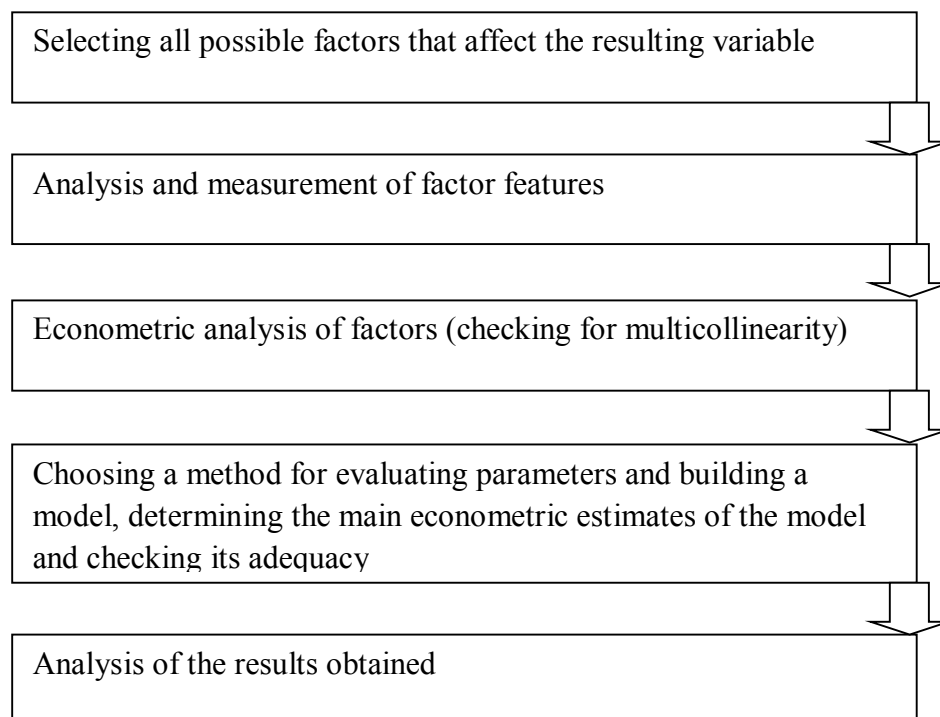 Selecting all possible factors that affect the resulting variable
Analysis and measurement of factor features
Econometric analysis of factors (checking for multicollinearity)
Choosing a method for evaluating parameters and building a
model, determining the main econometric estimates of the model
and checking its adequacy
Analysis of the results obtained